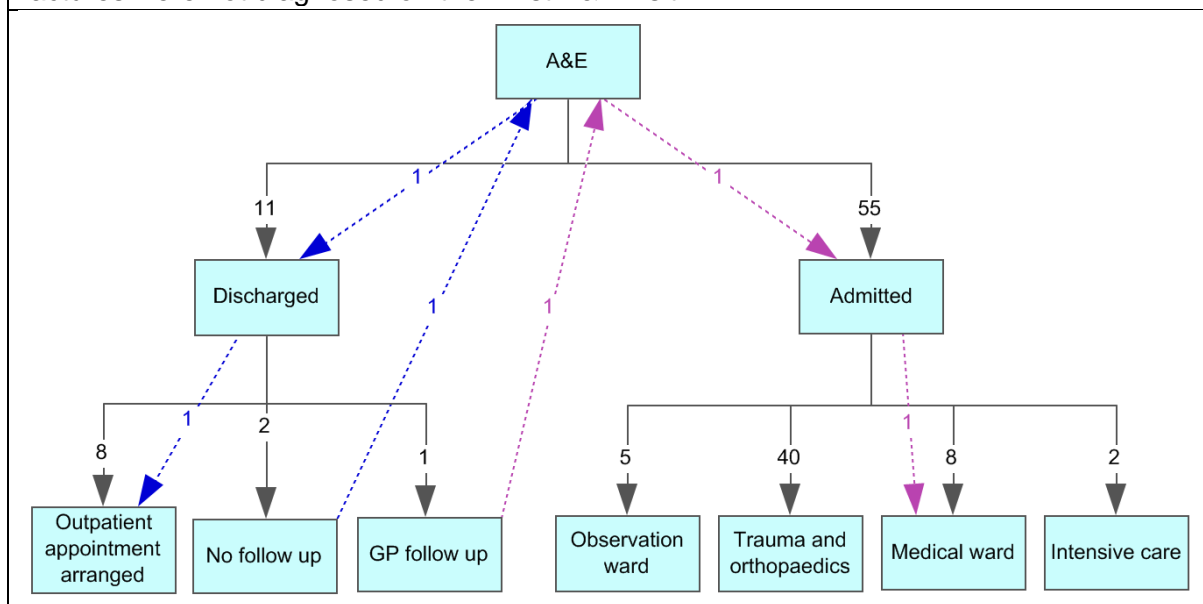 A&E
1
1
11
55
Discharged
1
1
Admitted
1
2
1
8
1
5
40
8
2
Outpatient
appointment
arranged
No follow up
GP follow up
Observation
ward
Trauma and
orthopaedics
Medical ward
Intensive care